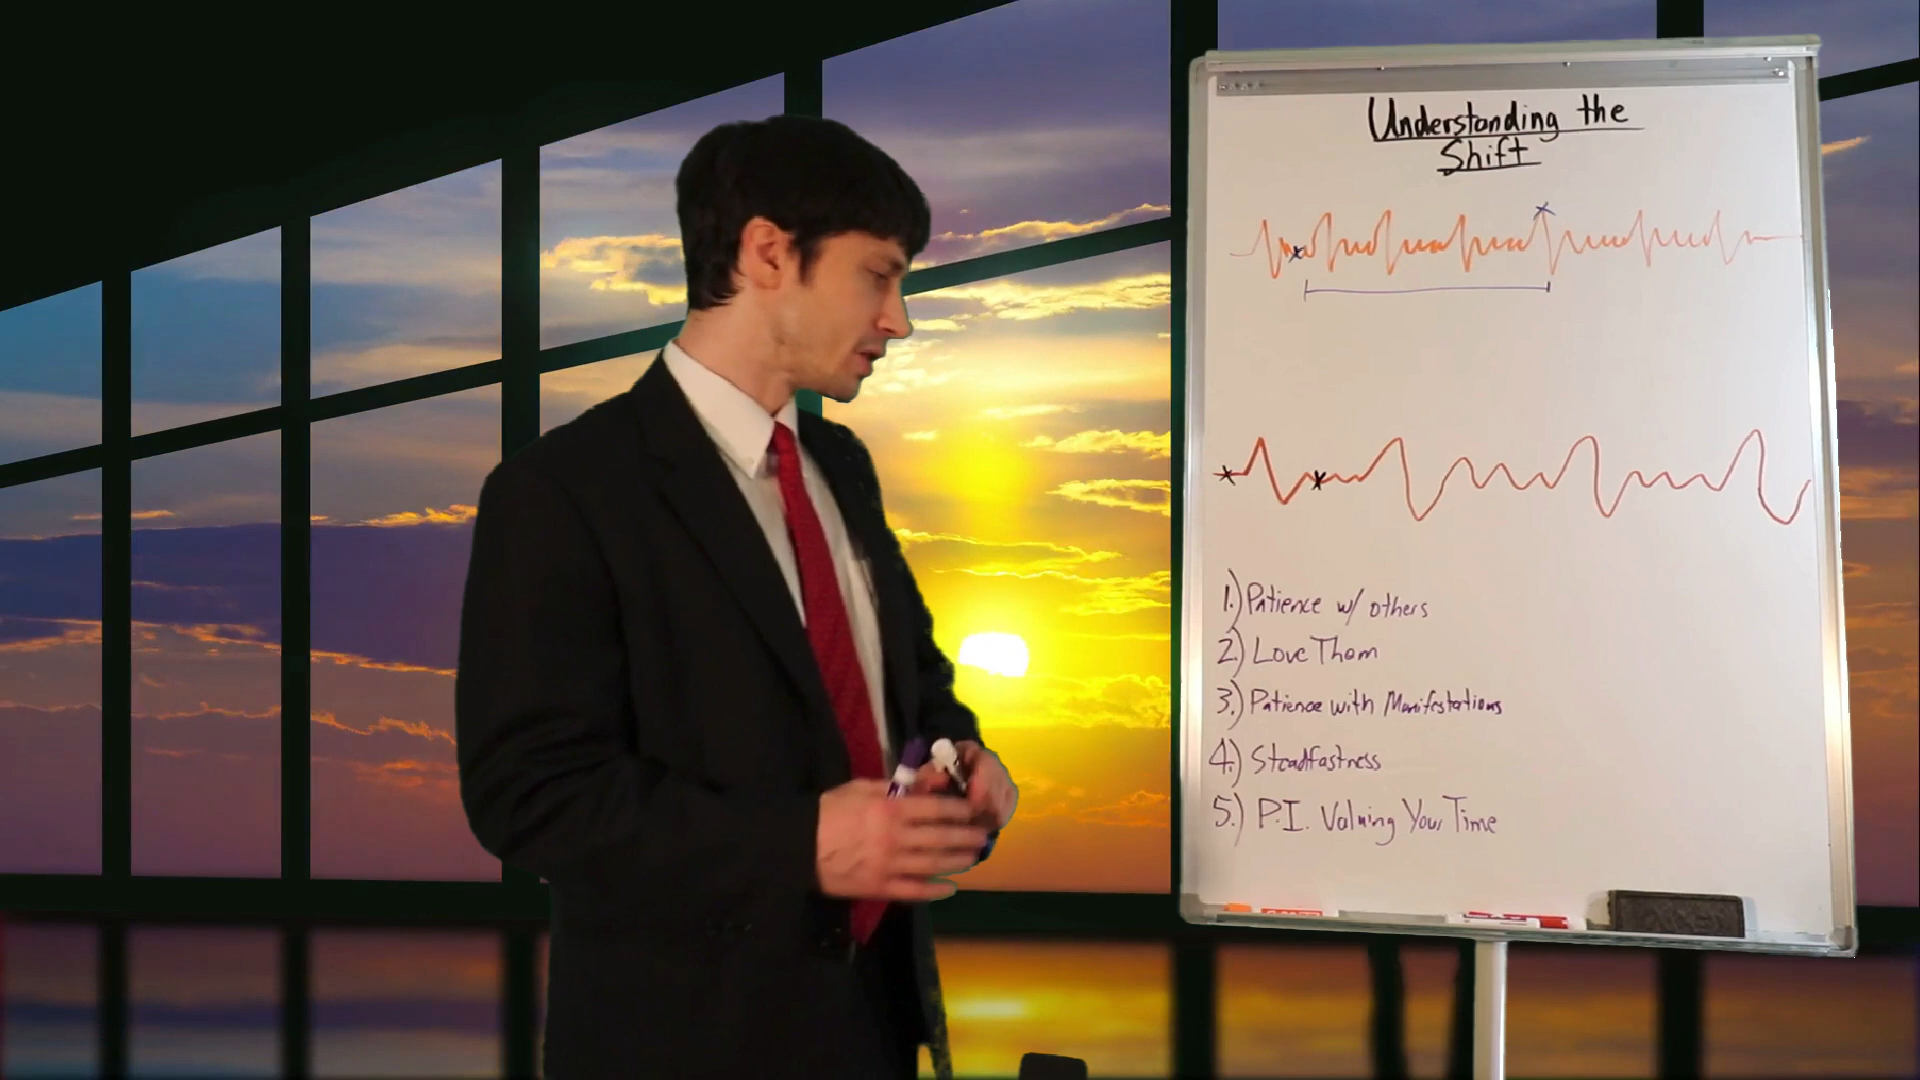 Understanding the
Shift
1.) Patience w/ others
2.) Love Them
3.) Patience with Manifestations
4.) Steadfastness
5.) P.I. Valuing Your Time